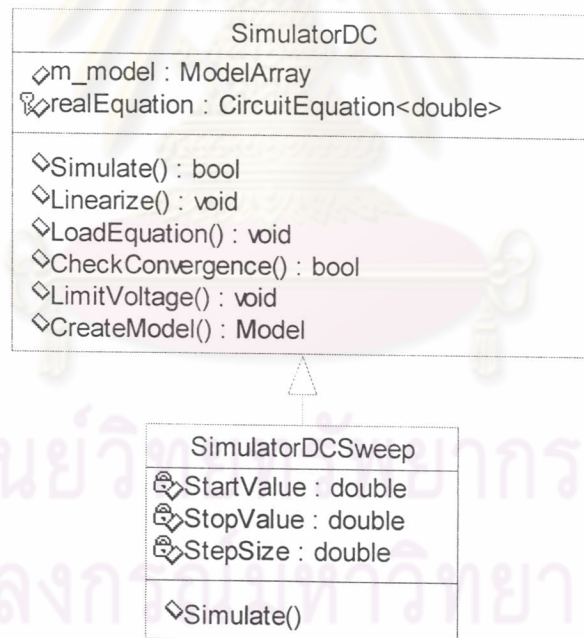 SimulatorDC
m_model : ModelArray
realEquation : CircuitEquation<double>
Simulate() : bool
Linearize() : void
LoadEquation() : void
CheckConvergence() : bool
LimitVoltage() : void
CreateModel() : Model
SimulatorDCSweep
StartValue : double
StopValue : double
StepSize : double
Simulate()